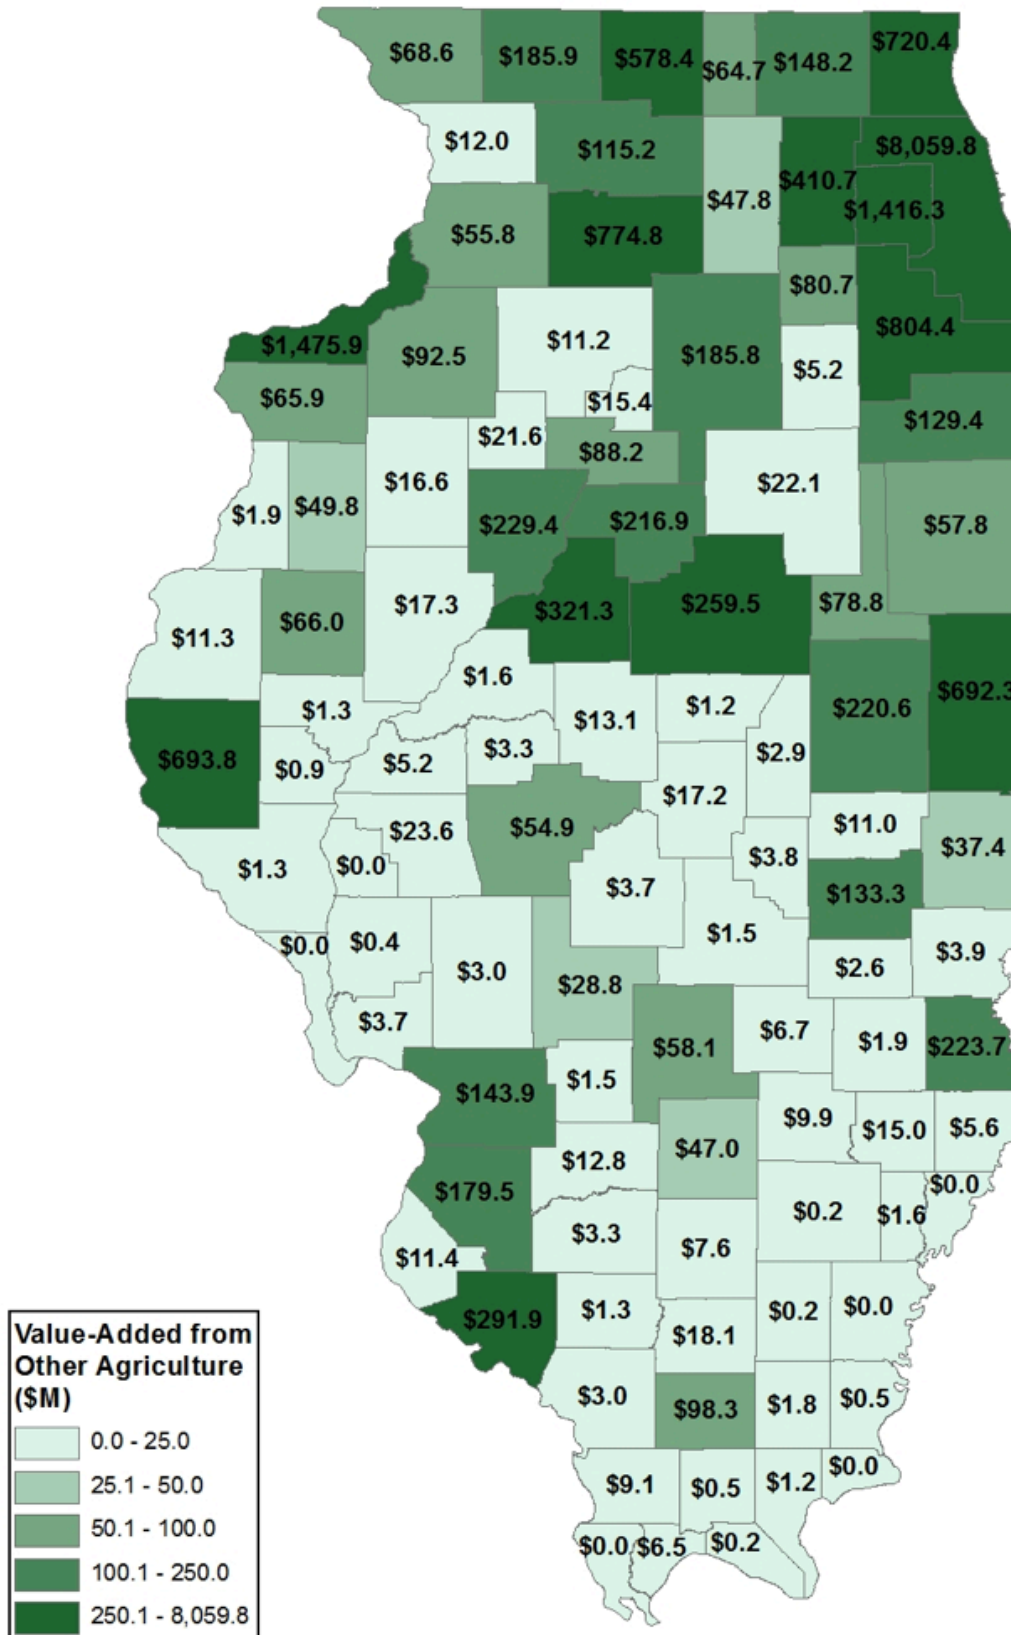 $68.6 $185.9 $578.4 $64.7 $148.2 $720.4
$12.0 $115.2 $47.8 $410.7 $8,059.8
$1,416.3
$55.8 $774.8
$80.7
$1,475.9 $92.5 $11.2 $185.8 $5.2 $804.4
$65.9 $15.4 $129.4
$21.6 $88.2
$16.6 $22.1
$1.9 $49.8 $229.4 $216.9 $57.8
$11.3 $66.0 $17.3 $321.3 $259.5 $78.8
$1.6 $692.3
$1.3 $13.1 $1.2 $220.6
$693.8 $0.9 $5.2 $3.3 $2.9
$17.2
$23.6 $54.9 $11.0 $37.4
$1.3 $0.0 $3.7 $3.8 $133.3
$0.0 $0.4 $3.0 $1.5 $2.6 $3.9
$28.8
$3.7 $58.1 $6.7 $1.9 $223.7
$143.9 $1.5
$9.9 $15.0 $5.6
$12.8 $47.0
$179.5 $0.0
$11.4 $3.3 $7.6 $0.2 $1.6
$291.9 $1.3 $18.1 $0.2 $0.0
$3.0 $98.3 $1.8 $0.5
$9.1 $0.5 $1.2 $0.0
$0.0 $6.5 $0.2
Value-Added from
Other Agriculture
($M)
0.0 - 25.0
25.1 - 50.0
50.1 - 100.0
100.1 - 250.0
250.1 - 8,059.8